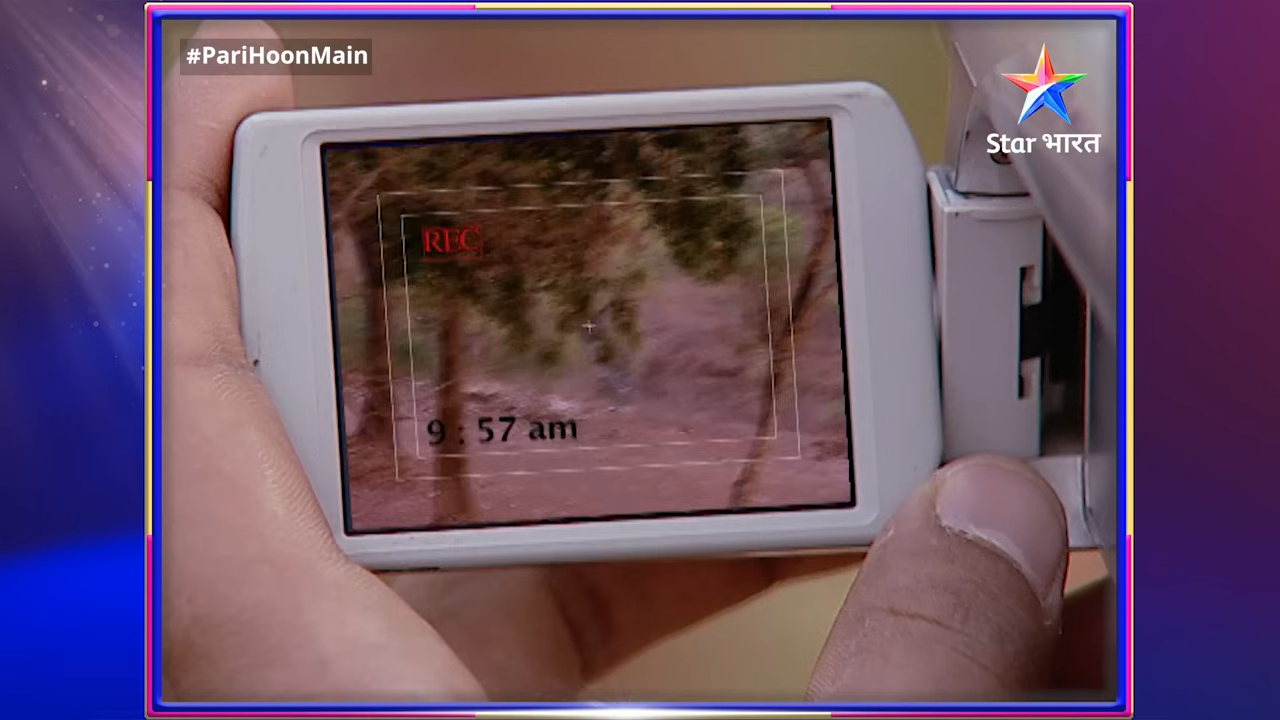 #PariHoonMain
Star भारत
REC
9 : 57 am